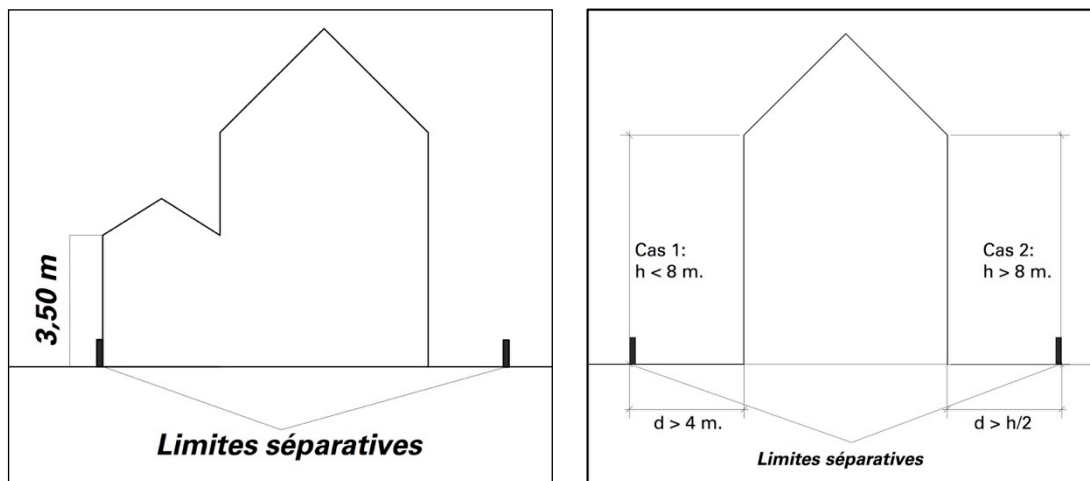 3,50 m
Limites séparatives
Cas 1:
h < 8 m.
Cas 2:
h > 8 m.
d > 4 m.
d > h/2
Limites séparatives